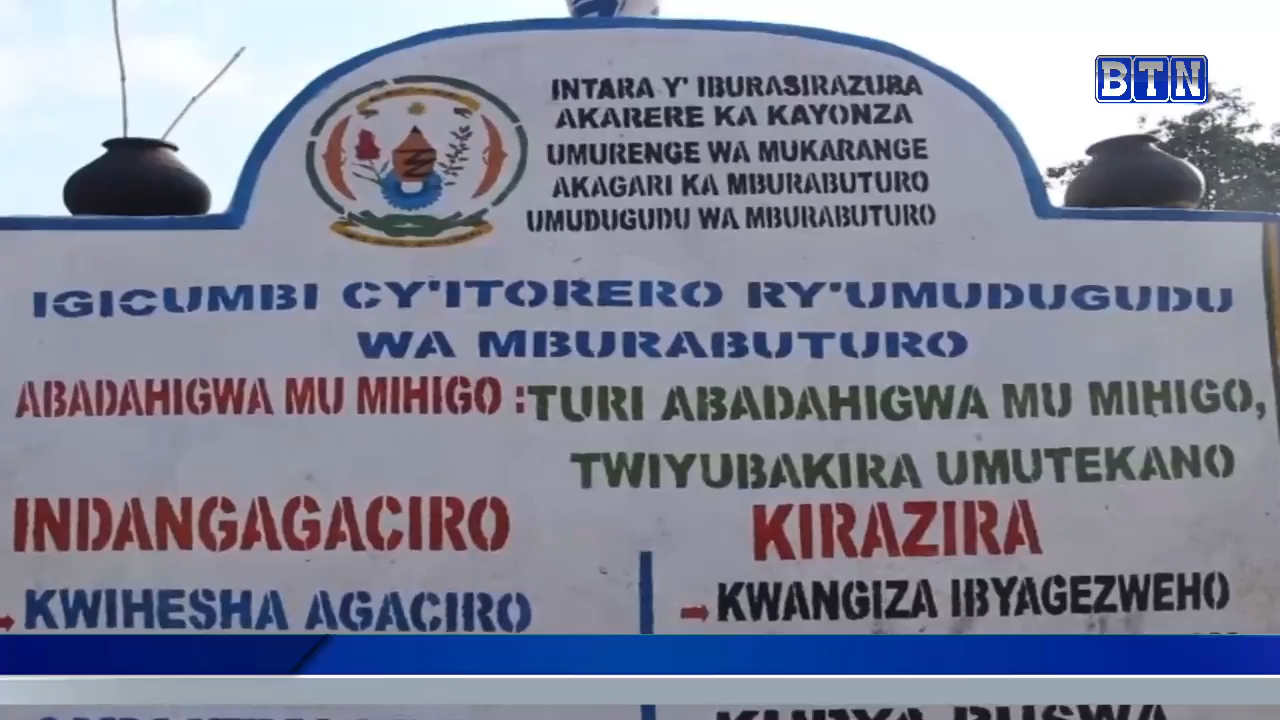 BTN
INTARA Y' IBURASIRAZUBA
AKARERE KA KAYONZA
UMURENGE WA MUKARANGE
AKAGARI KA MBURABUTURO
UMUDUGUDU WA MBURABUTURO
IGICUMBI CY'ITORERO RY'UMUDUGUDU
WA MBURABUTURO
ABADAHIGWA MU MIHIGO : TURI ABADAHIGWA MU MIHIGO,
TWIYUBAKIRA UMUTEKANO
INDANGAGACIRO KIRAZIRA
KWIHESHA AGACIRO KWANGIZA IBYAGEZWEHO